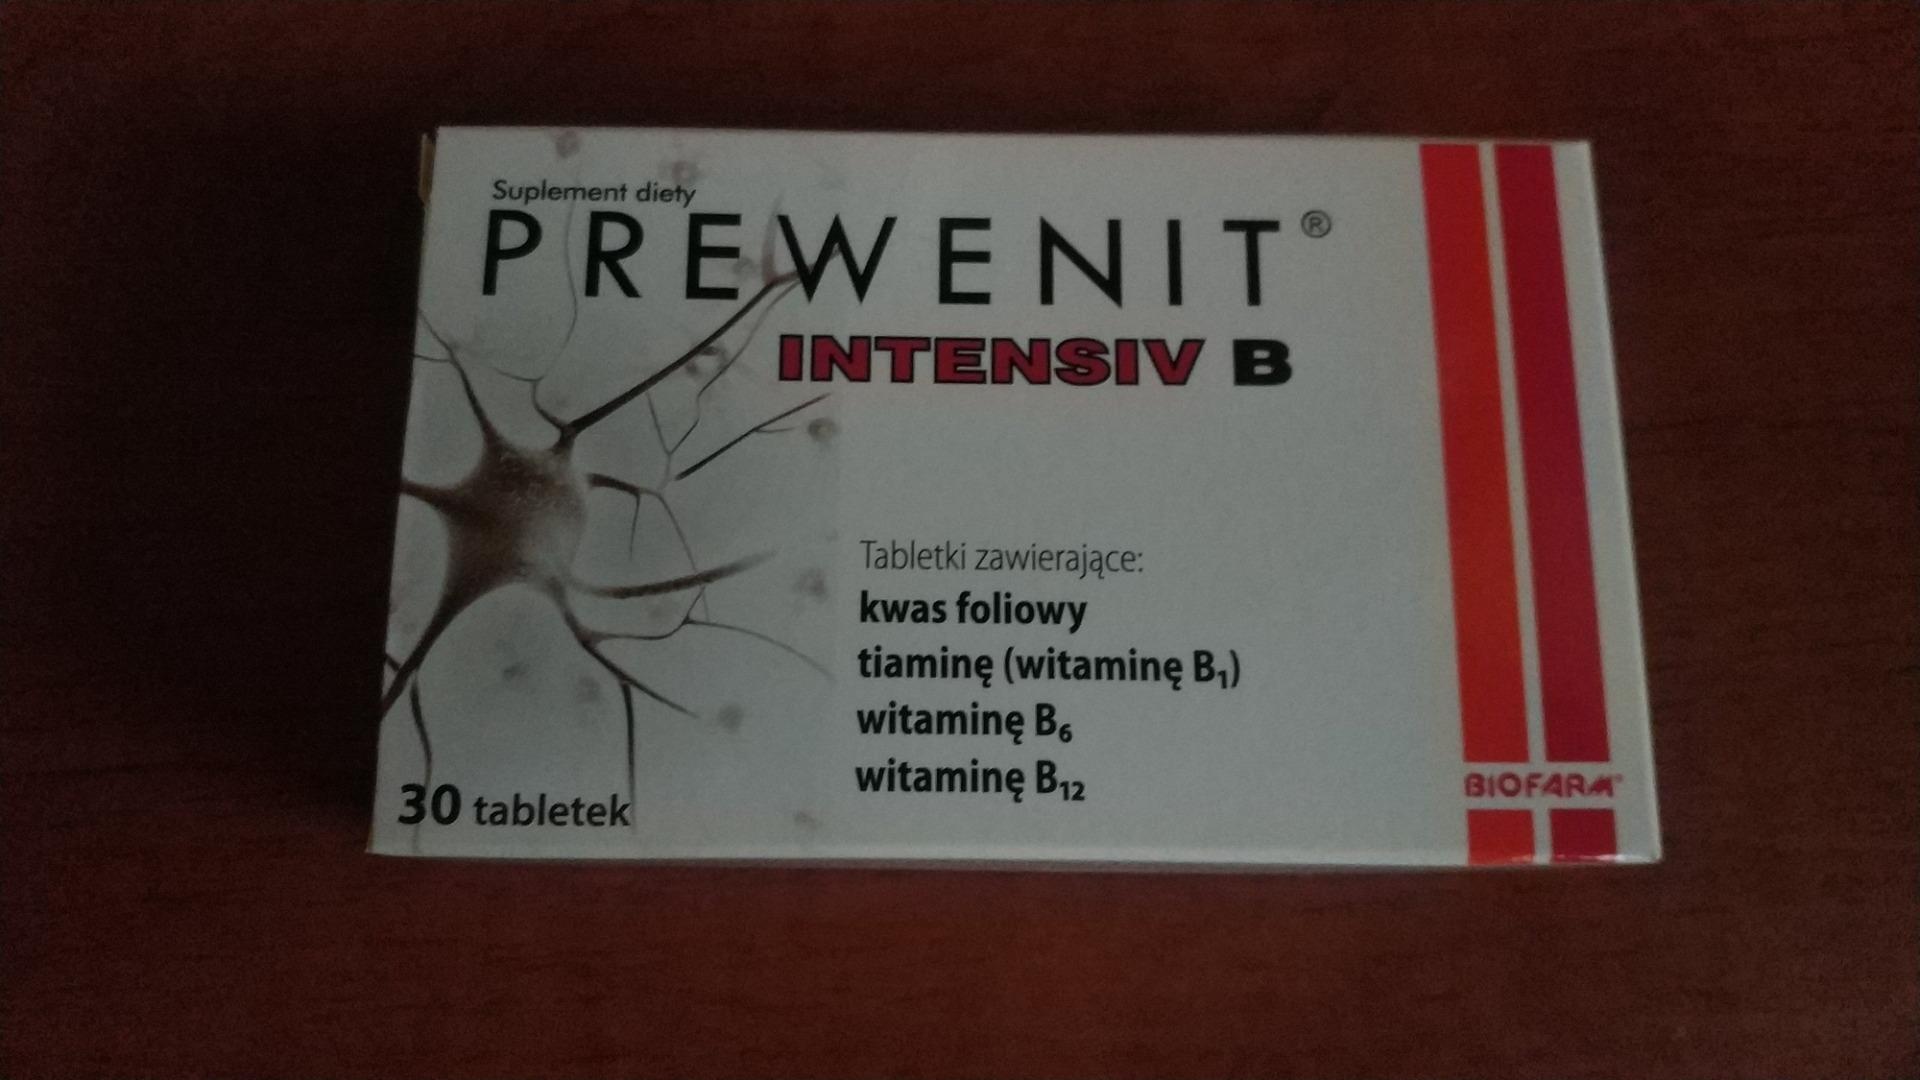 Suplement diety
PREWENIT®
INTENSIV B
Tabletki zawierające:
kwas foliowy
tiaminę (witaminę B₁)
witaminę B₆
witaminę B₁₂
30 tabletek
BIOFARM®